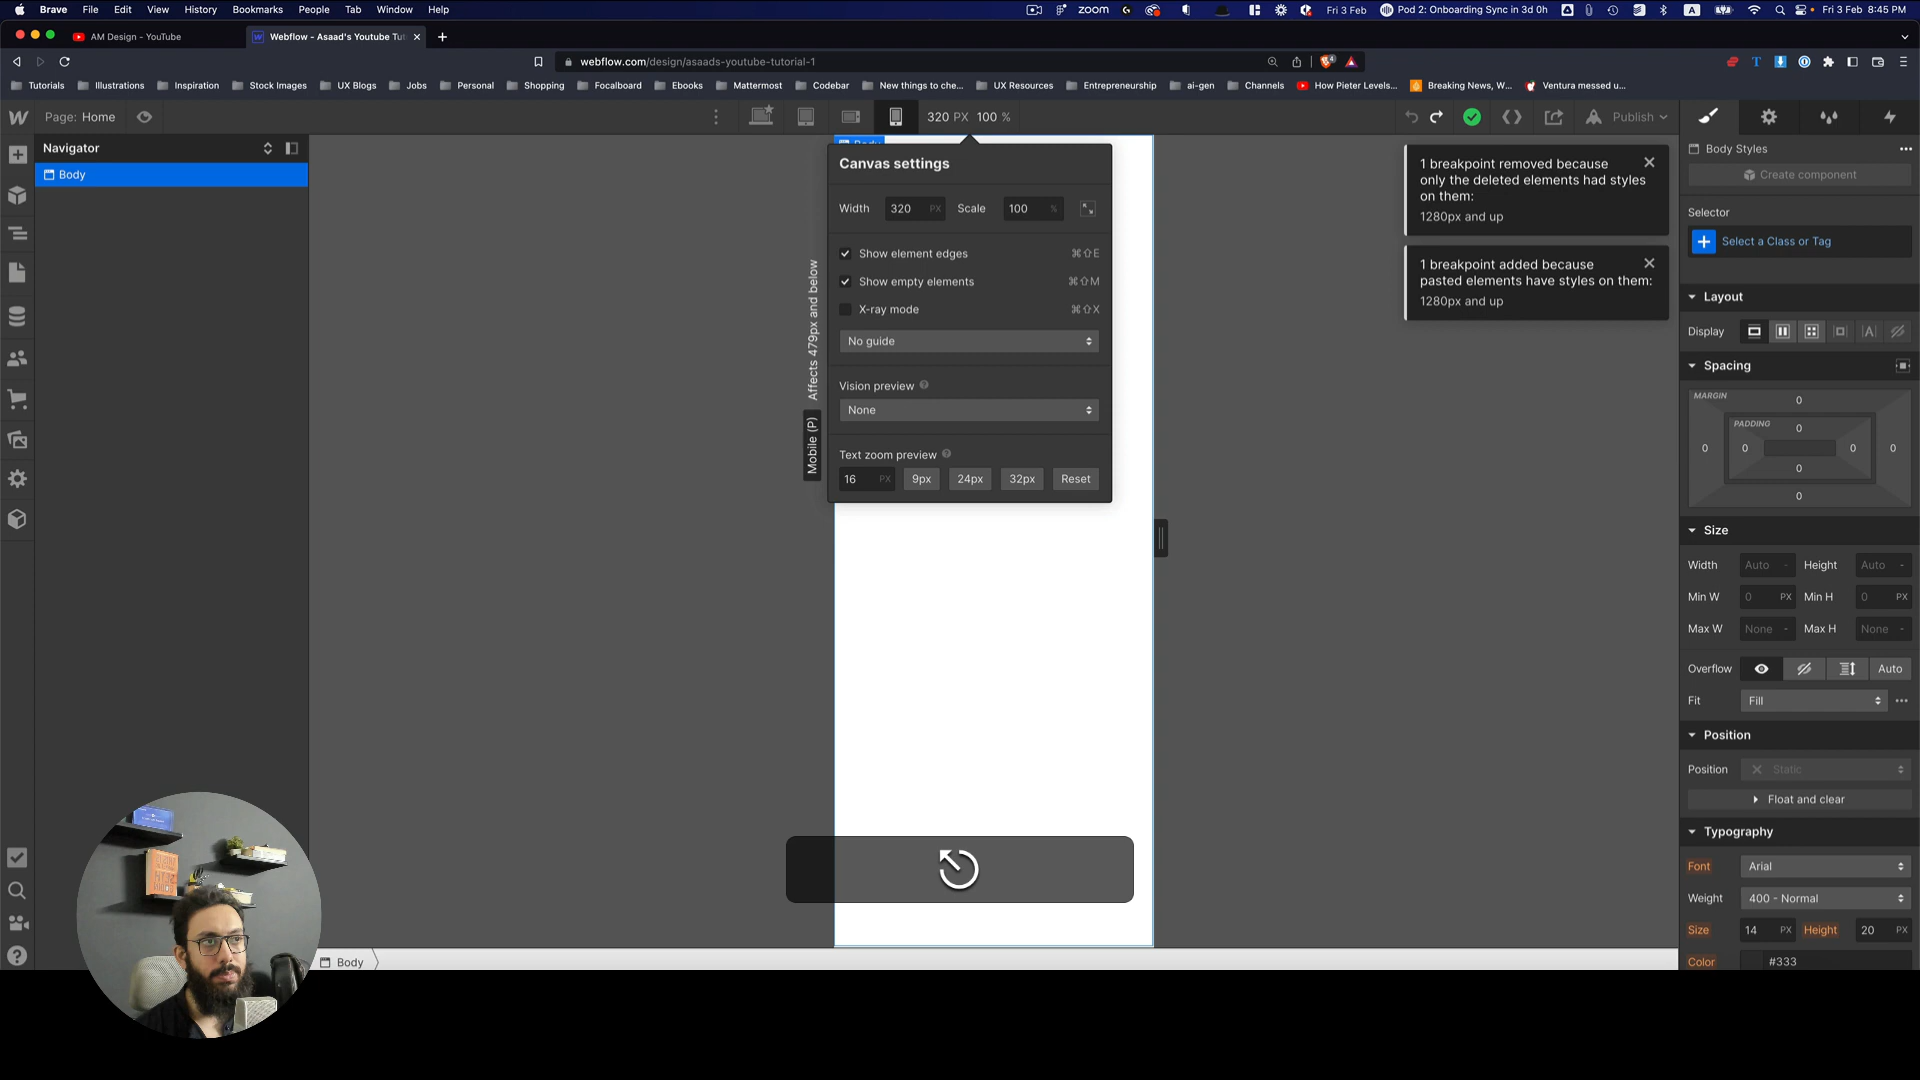 Brave File Edit View History Bookmarks People Tab Window Help zoom Fri 3 Feb Pod 2: Onboarding Sync in 3d 0h A Fri 3 Feb 8:45 PM
AM Design - YouTube
Webflow - Asaad's Youtube Tut
webflow.com/design/asaads-youtube-tutorial-1
Tutorials Illustrations Inspiration Stock Images UX Blogs Jobs Personal Shopping Focalboard Ebooks Mattermost Codebar New things to che... UX Resources Entrepreneurship ai-gen Channels How Pieter Levels... Breaking News, W... Ventura messed u...
Page: Home
320 PX 100 %
Publish
Navigator
Body
Canvas settings
Width 320 PX Scale 100 %
Show element edges ⌘⇧E
Show empty elements ⌘⇧M
X-ray mode ⌘⇧X
No guide
Vision preview
None
Text zoom preview
16 PX 9px 24px 32px Reset
Affects 479px and below
Mobile (P)
1 breakpoint removed because
only the deleted elements had styles
on them:
1280px and up
1 breakpoint added because
pasted elements have styles on them:
1280px and up
Body Styles
Create component
Selector
Select a Class or Tag
Layout
Display
Spacing
MARGIN
0
PADDING
0
0 0 0 0
0
0
Size
Width Auto - Height Auto -
Min W 0 PX Min H 0 PX
Max W None - Max H None -
Overflow Auto
Fit Fill
Position
Position Static
Float and clear
Typography
Font Arial
Weight 400 - Normal
Size 14 PX Height 20 PX
Color #333
Body